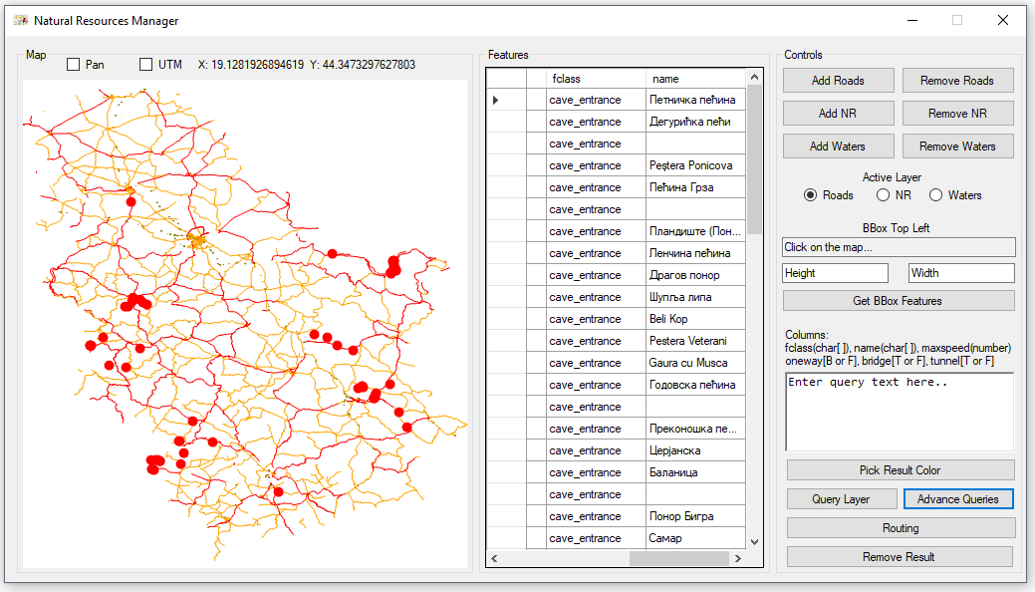 Natural Resources Manager
Map
Pan
UTM
X: 19.1281926894619 Y: 44.3473297627803
Features
fclass name
cave_entrance Петничка пећина
cave_entrance Дегурићка пећи
cave_entrance
cave_entrance Peștera Ponicova
cave_entrance Пећина Грза
cave_entrance
cave_entrance Пландиште (Пон...
cave_entrance Ленчина пећина
cave_entrance Драгов понор
cave_entrance Шупља липа
cave_entrance Beli Kop
cave_entrance Pestera Veterani
cave_entrance Gaura cu Musca
cave_entrance Годовска пећина
cave_entrance
cave_entrance Преконошка пе...
cave_entrance Церјанска
cave_entrance Баланица
cave_entrance
cave_entrance Понор Бигра
cave_entrance Самар
Controls
Add Roads Remove Roads
Add NR Remove NR
Add Waters Remove Waters
Active Layer
Roads NR Waters
BBox Top Left
Click on the map...
Height Width
Get BBox Features
Columns:
fclass(char[ ]), name(char[ ]), maxspeed(number)
oneway[B or F], bridge[T or F], tunnel[T or F]
Enter query text here..
Pick Result Color
Query Layer Advance Queries
Routing
Remove Result